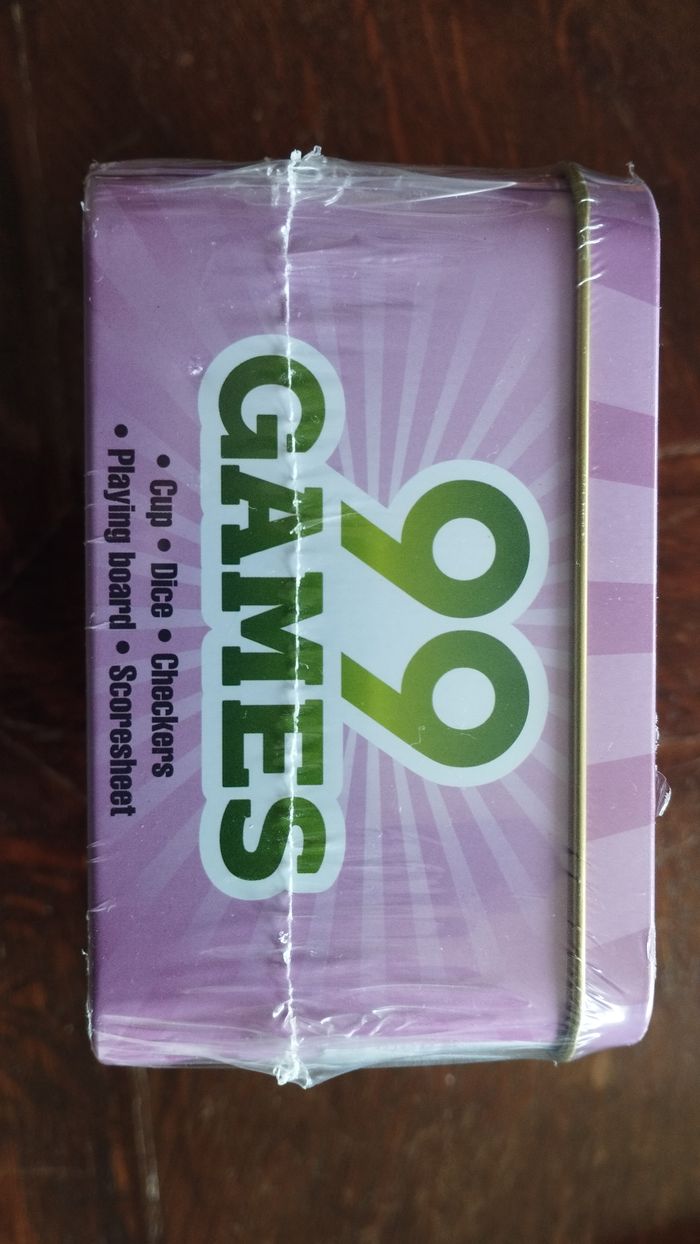 99
GAMES
• Cup • Dice • Checkers
• Playing board • Scoresheet